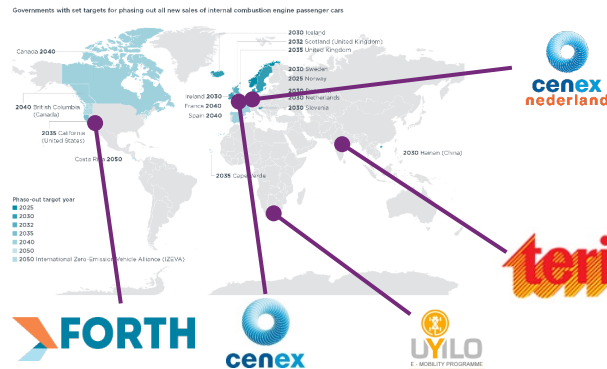 Governments with set targets for phasing out all new sales of internal combustion engine passenger cars
2030 Iceland
2032 Scotland (United Kingdom)
2035 United Kingdom
Canada 2040
2030 Sweden
2025 Norway
2030
Ireland 2030
2030 Netherlands
France 2040
2030 Slovenia
Spain 2040
2040 British Columbia
(Canada)
2035 California
(United States)
2030 Hainan (China)
Costa Rica 2050
2035 Cape Verde
Phase-out target year
2025
2030
2032
2035
2040
2050
2050 International Zero-Emission Vehicle Alliance (IZEVA)
cenex
nederland
teri
FORTH
cenex
UYILO
E - MOBILITY PROGRAMME